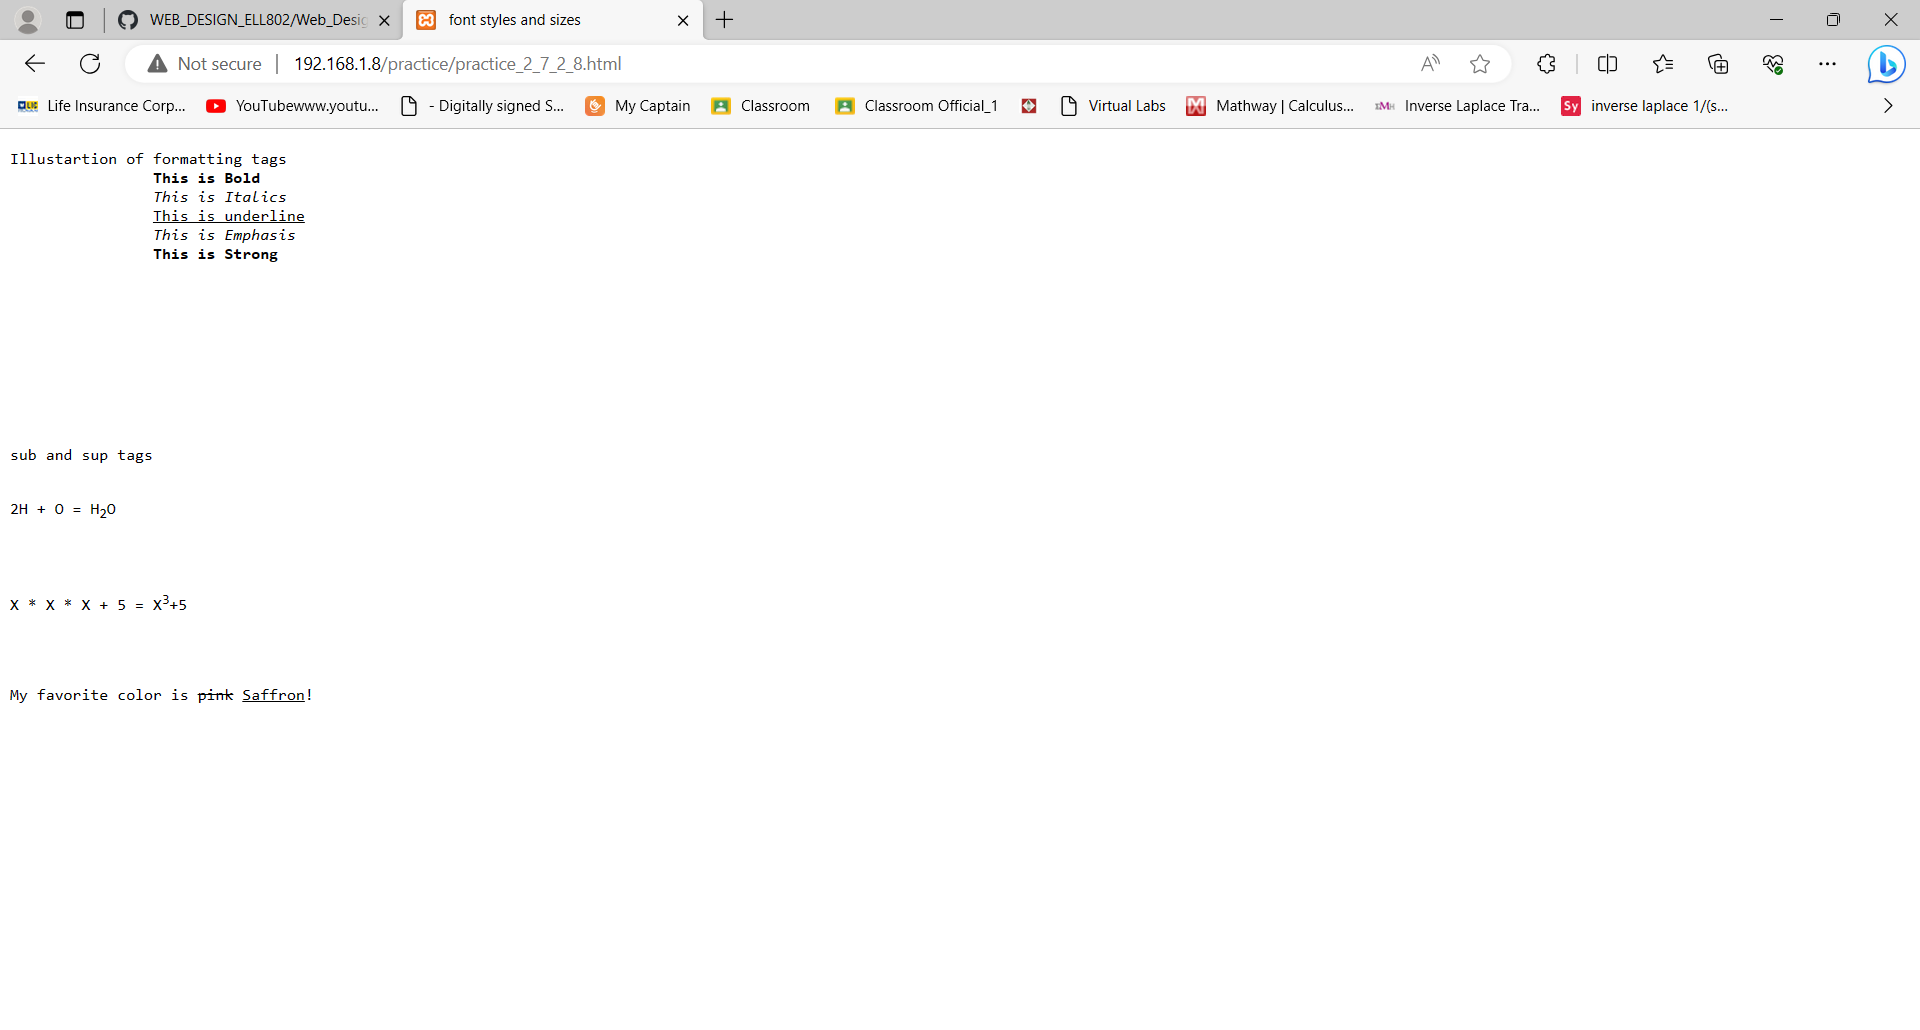 WEB_DESIGN_ELL802/Web_Desig
font styles and sizes
Not secure
192.168.1.8/practice/practice_2_7_2_8.html
Life Insurance Corp...
YouTubewww.youtu...
- Digitally signed S...
My Captain
Classroom
Classroom Official_1
Virtual Labs
Mathway | Calculus...
Inverse Laplace Tra...
Sy
inverse laplace 1/(s...
Illustartion of formatting tags
This is Bold
This is Italics
This is underline
This is Emphasis
This is Strong
sub and sup tags
2H + O = H₂O
X * X * X + 5 = X³+5
My favorite color is pink Saffron!